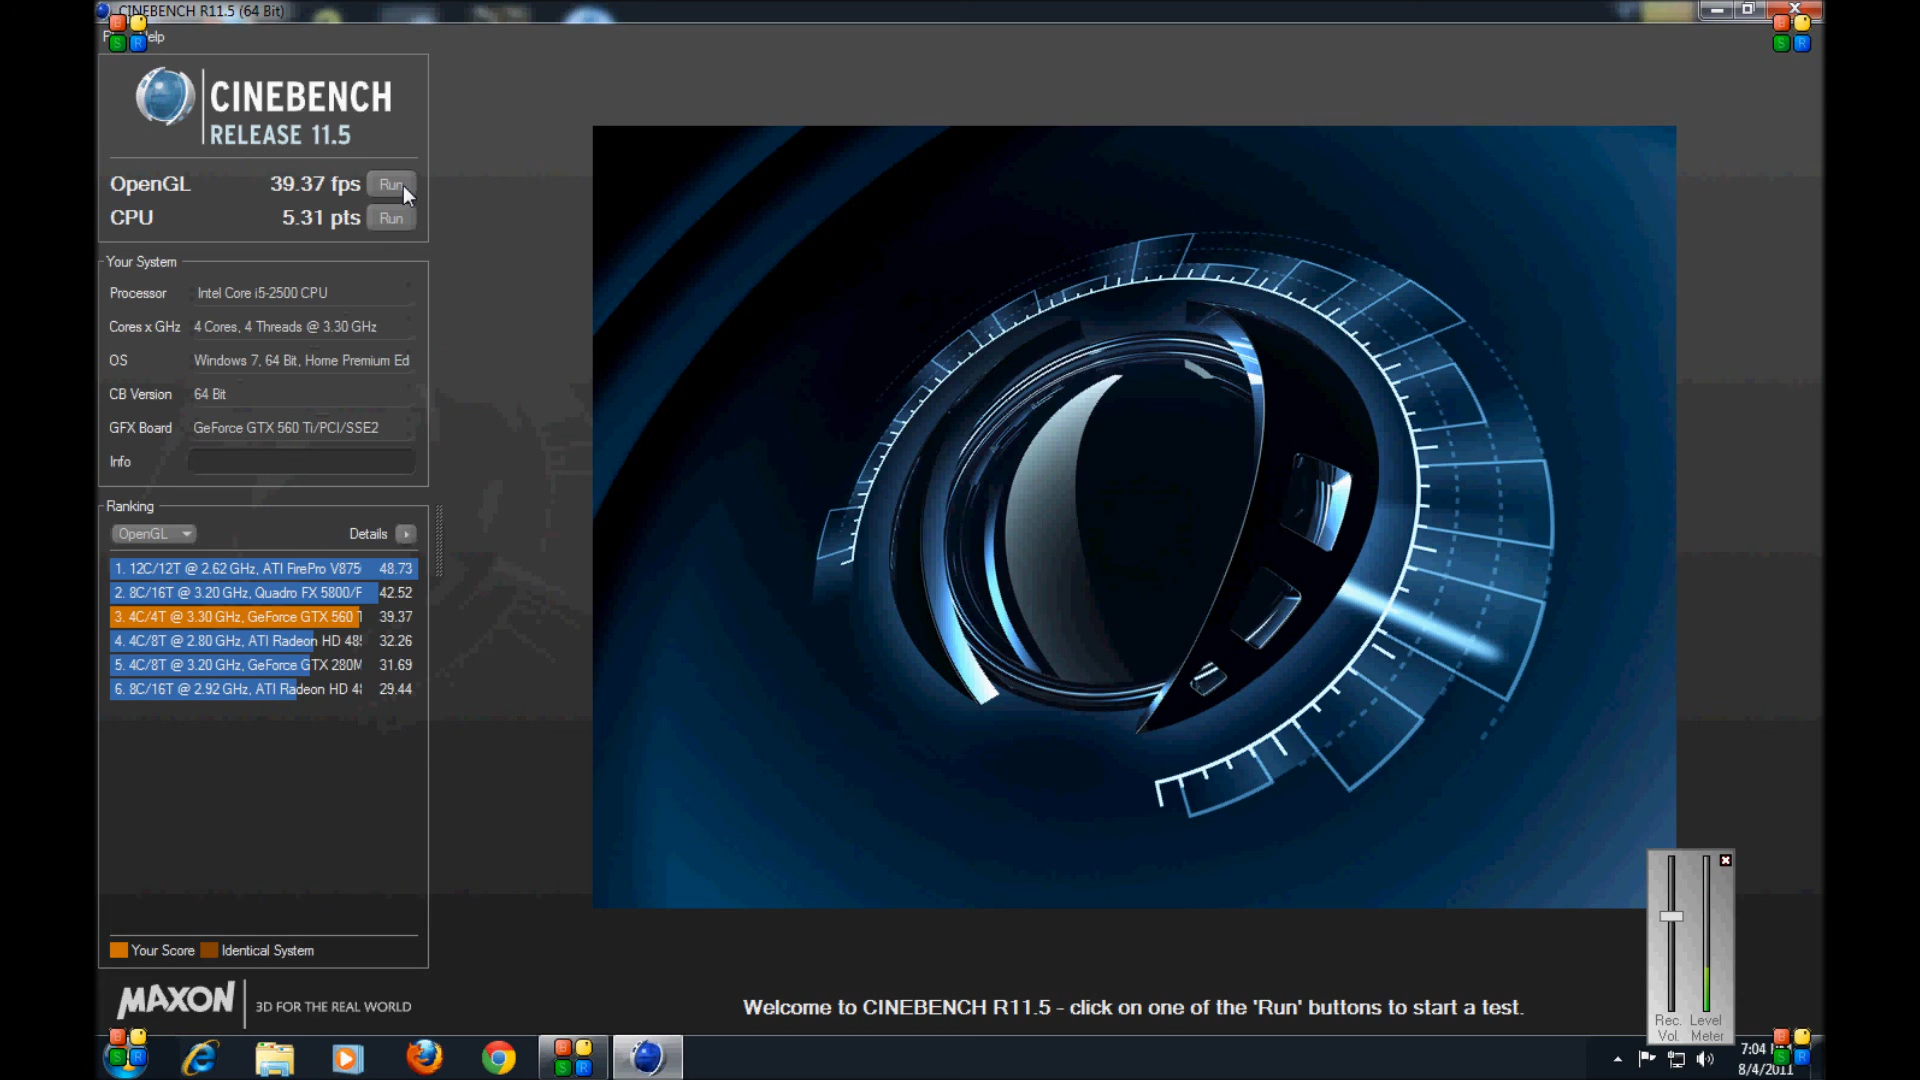 CINEBENCH R11.5 (64 Bit)
Help
CINEBENCH
RELEASE 11.5
OpenGL 39.37 fps Run
CPU 5.31 pts Run
Your System
Processor Intel Core i5-2500 CPU
Cores x GHz 4 Cores, 4 Threads @ 3.30 GHz
OS Windows 7, 64 Bit, Home Premium Ed
CB Version 64 Bit
GFX Board GeForce GTX 560 Ti/PCI/SSE2
Info
Ranking
OpenGL Details
1. 12C/12T @ 2.62 GHz, ATI FirePro V875 48.73
2. 8C/16T @ 3.20 GHz, Quadro FX 5800/F 42.52
3. 4C/4T @ 3.30 GHz, GeForce GTX 560 T 39.37
4. 4C/8T @ 2.80 GHz, ATI Radeon HD 48 32.26
5. 4C/8T @ 3.20 GHz, GeForce GTX 280M 31.69
6. 8C/16T @ 2.92 GHz, ATI Radeon HD 4 29.44
Your Score Identical System
MAXON 3D FOR THE REAL WORLD
Welcome to CINEBENCH R11.5 - click on one of the 'Run' buttons to start a test.
Rec. Level
Vol. Meter
7:04
8/4/2011